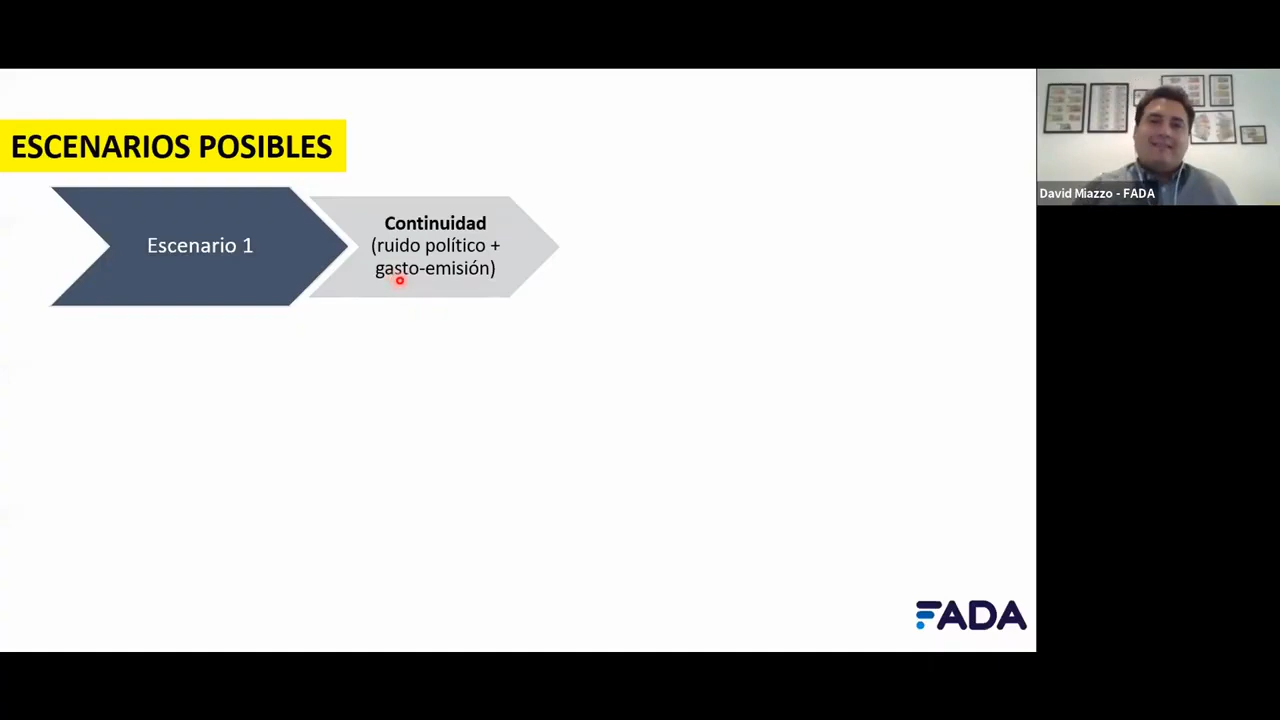 ESCENARIOS POSIBLES
Escenario 1
Continuidad
(ruido político +
gasto-emisión)
David Miazzo - FADA
FADA